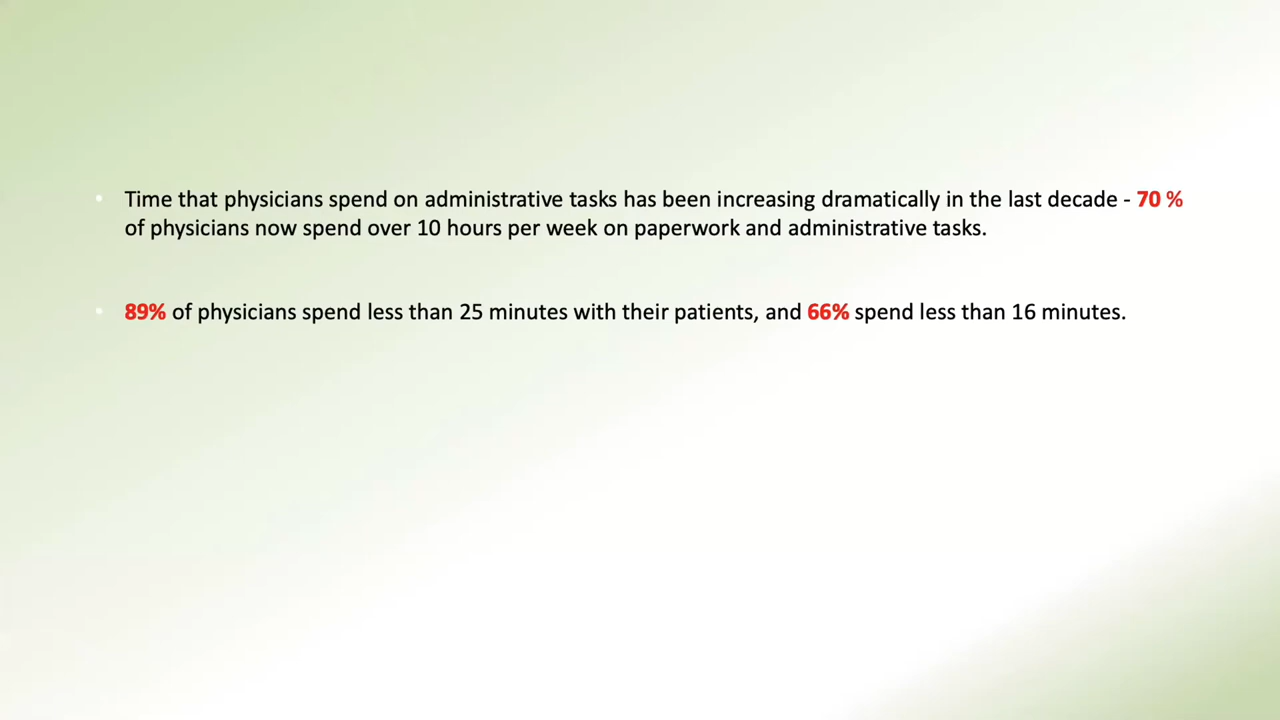 Time that physicians spend on administrative tasks has been increasing dramatically in the last decade - 70 %
of physicians now spend over 10 hours per week on paperwork and administrative tasks.
89% of physicians spend less than 25 minutes with their patients, and 66% spend less than 16 minutes.